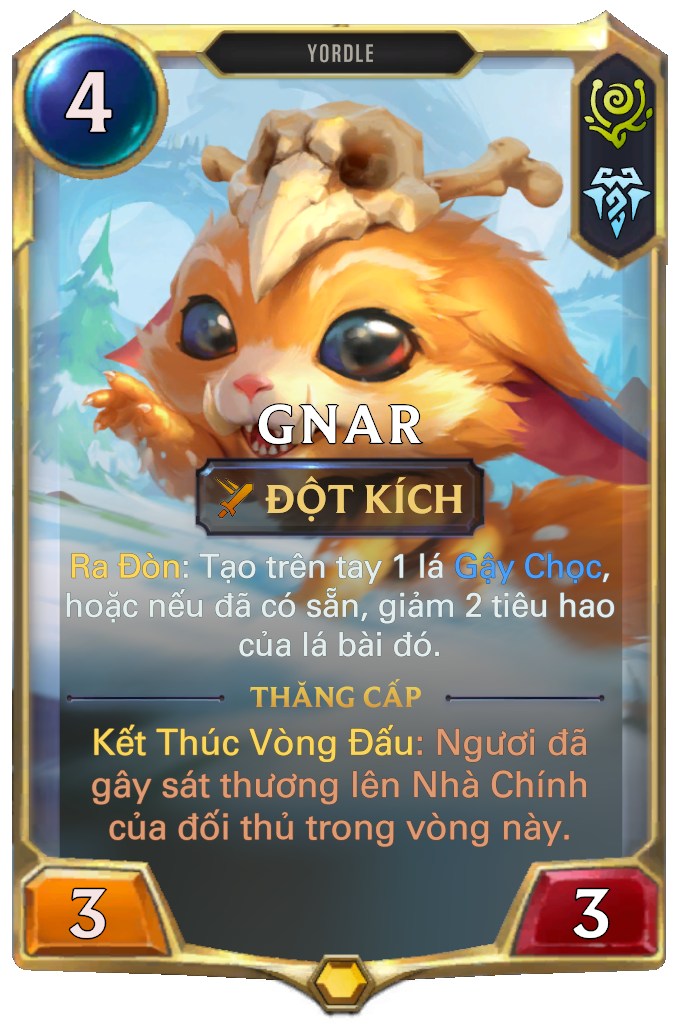 4
YORDLE
GNAR
ĐỘT KÍCH
Ra Đòn: Tạo trên tay 1 lá Gậy Chọc,
hoặc nếu đã có sẵn, giảm 2 tiêu hao
của lá bài đó.
THĂNG CẤP
Kết Thúc Vòng Đấu: Ngươi đã
gây sát thương lên Nhà Chính
của đối thủ trong vòng này.
3
3